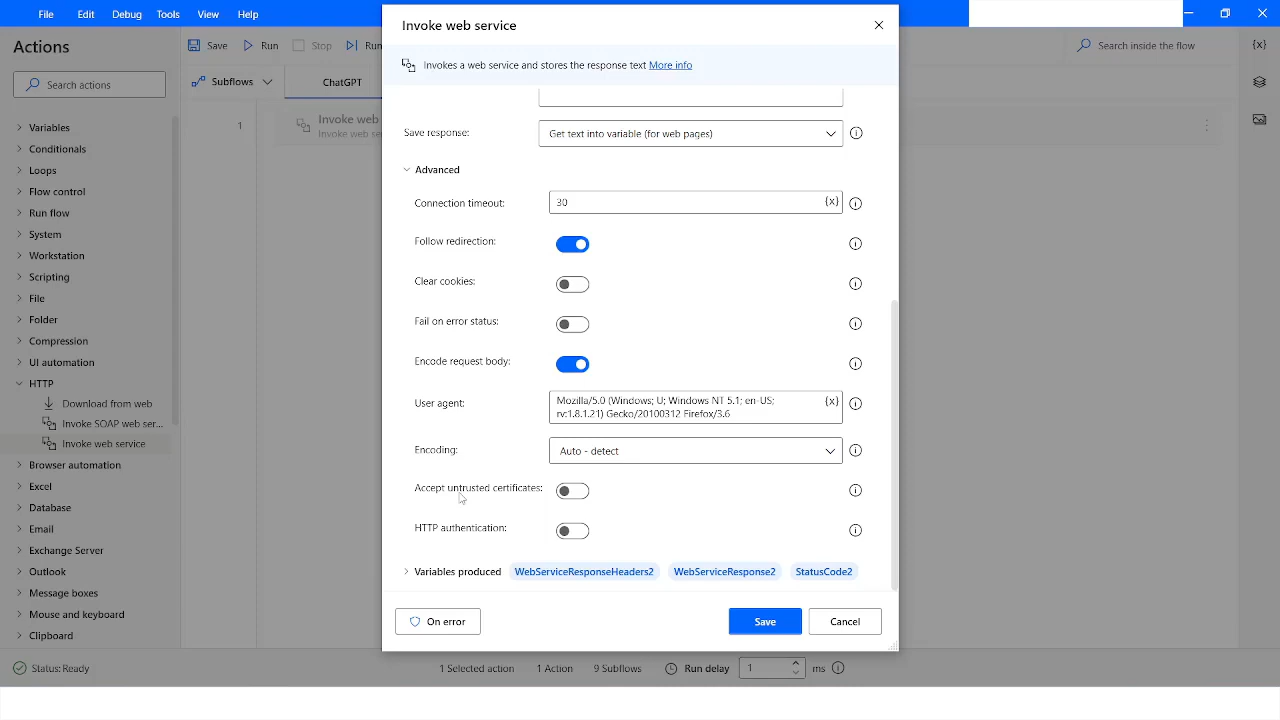 File Edit Debug Tools View Help
Actions
Search actions
Variables
Conditionals
Loops
Flow control
Run flow
System
Workstation
Scripting
File
Folder
Compression
UI automation
HTTP
Download from web
Invoke SOAP web ser...
Invoke web service
Browser automation
Excel
Database
Email
Exchange Server
Outlook
Message boxes
Mouse and keyboard
Clipboard
Save Run Stop Run
Search inside the flow
{x}
Subflows ChatGPT
1
Invoke web
Invoke web se
Invoke web service
Invokes a web service and stores the response text More info
Save response: Get text into variable (for web pages)
Advanced
Connection timeout: 30 {x}
Follow redirection:
Clear cookies:
Fail on error status:
Encode request body:
User agent: Mozilla/5.0 (Windows; U; Windows NT 5.1; en-US; {x}
rv:1.8.1.21) Gecko/20100312 Firefox/3.6
Encoding: Auto - detect
Accept untrusted certificates:
HTTP authentication:
Variables produced WebServiceResponseHeaders2 WebServiceResponse2 StatusCode2
On error Save Cancel
Status: Ready 1 Selected action 1 Action 9 Subflows Run delay 1 ms